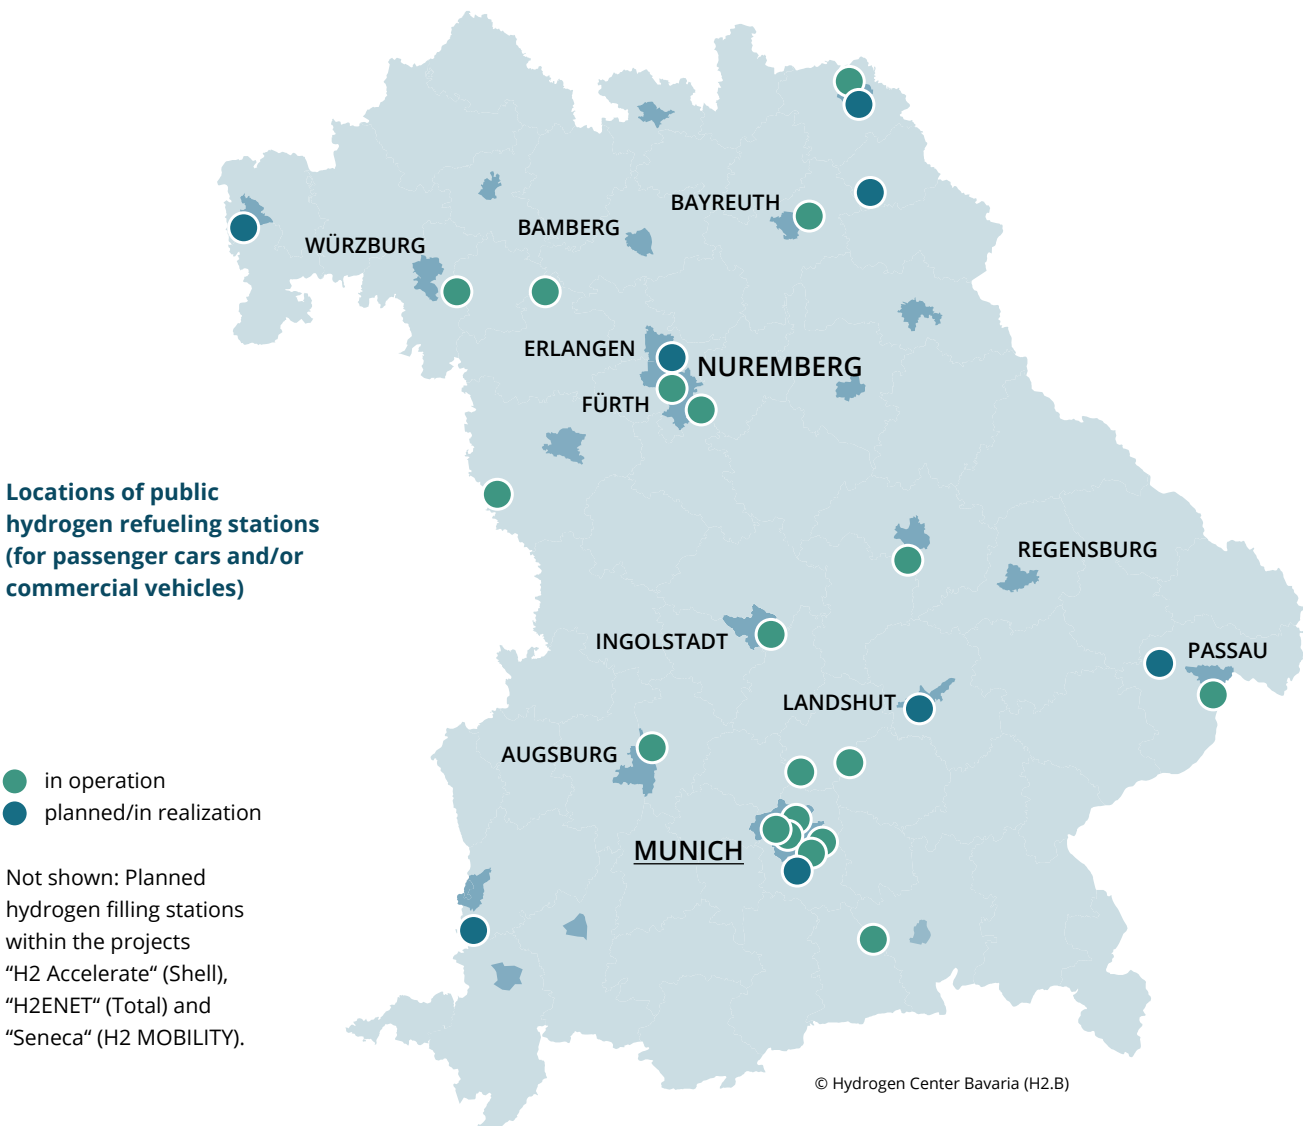 BAYREUTH
BAMBERG
WÜRZBURG
ERLANGEN
NUREMBERG
FÜRTH
Locations of public
hydrogen refueling stations
(for passenger cars and/or
commercial vehicles)
REGENSBURG
INGOLSTADT
PASSAU
LANDSHUT
AUGSBURG
in operation
planned/in realization
MUNICH
Not shown: Planned
hydrogen filling stations
within the projects
“H2 Accelerate“ (Shell),
“H2ENET“ (Total) and
“Seneca“ (H2 MOBILITY).
© Hydrogen Center Bavaria (H2.B)